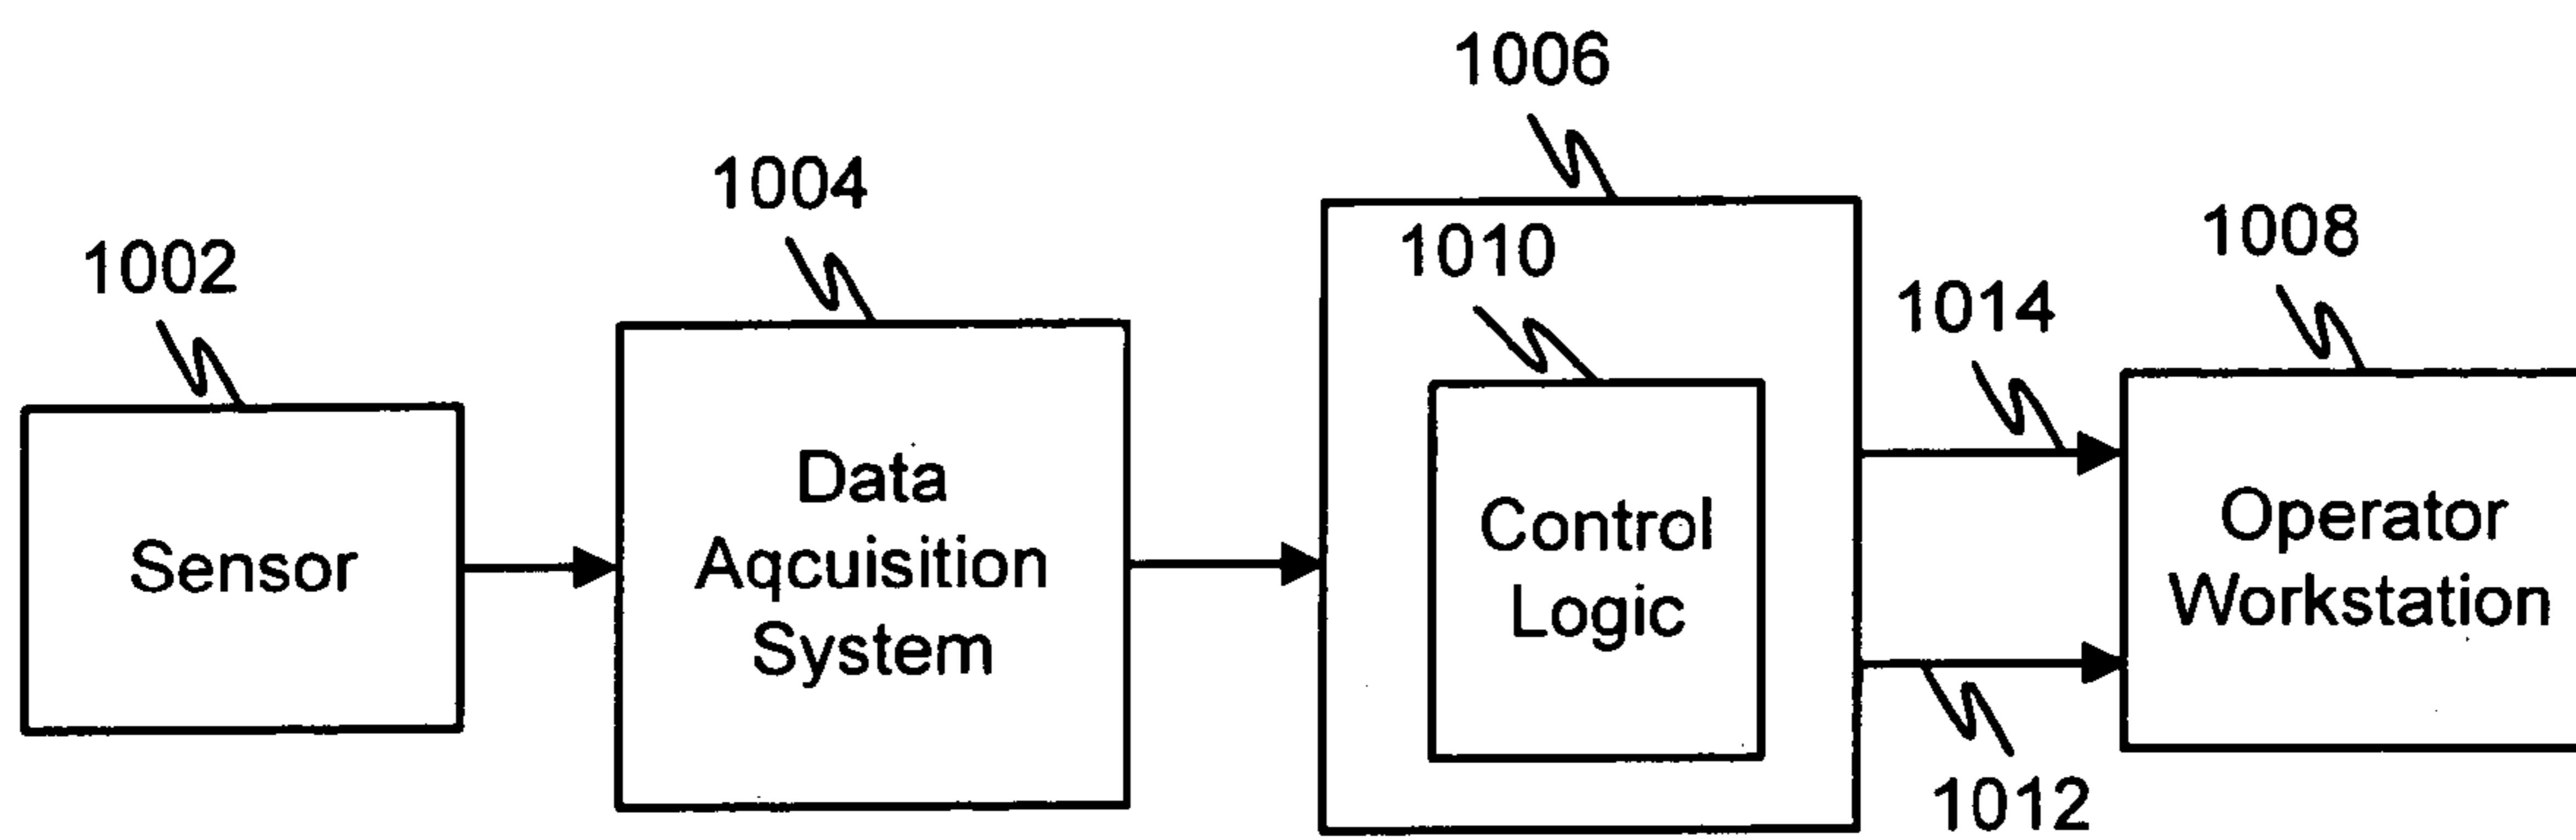 1006
1004
1010
1008
1002
1014
Sensor
Data
Aqcuisition
System
Control
Logic
Operator
Workstation
1012